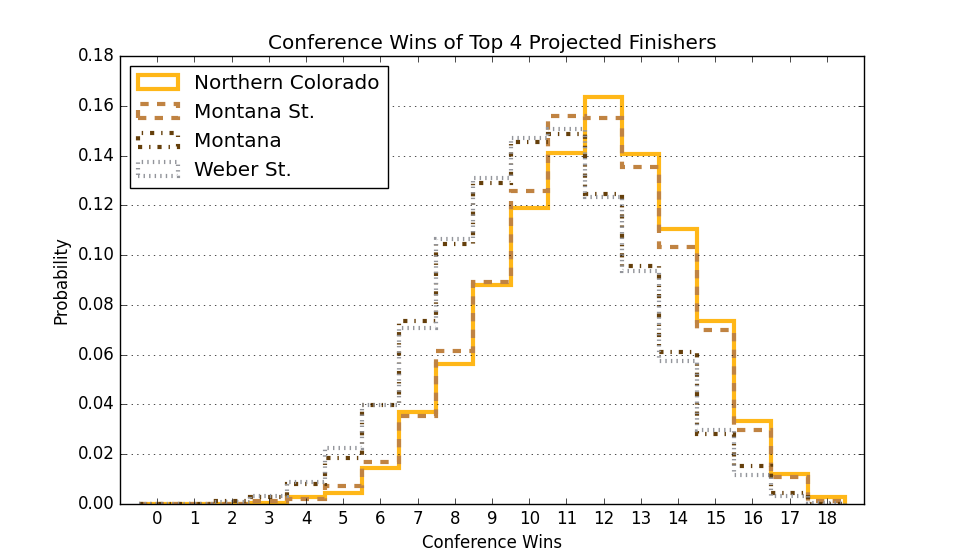 Conference Wins of Top 4 Projected Finishers
0.18
0.16
0.14
0.12
0.10
0.08
0.06
0.04
0.02
0.00
Probability
Northern Colorado
Montana St.
Montana
Weber St.
0 1 2 3 4 5 6 7 8 9 10 11 12 13 14 15 16 17 18
Conference Wins